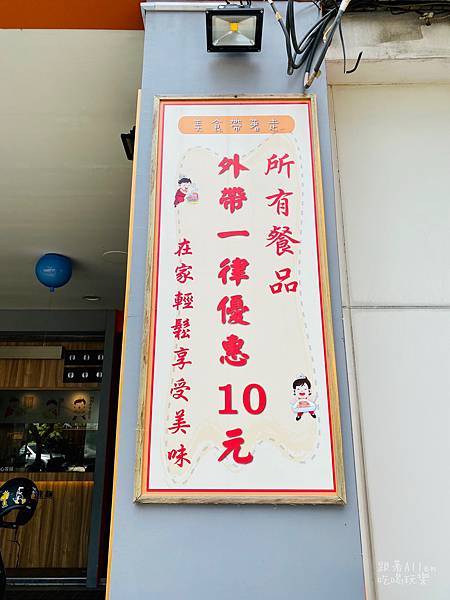 美食帶著走
所有餐品
外帶一律優惠10元
在家輕鬆享受美味
跟著Allen
吃喝玩樂